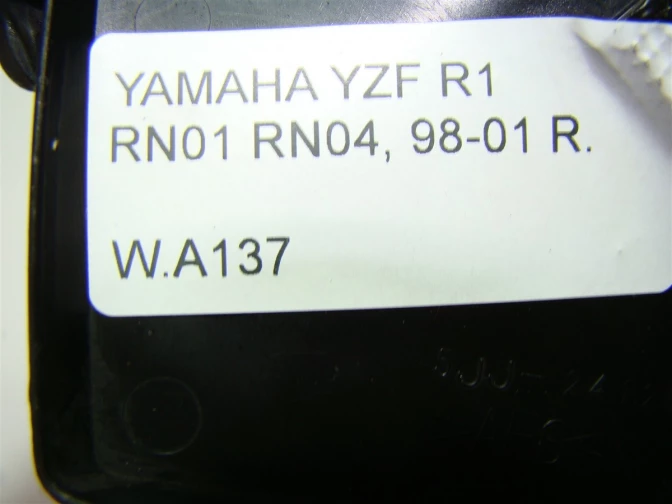 YAMAHA YZF R1
RN01 RN04, 98-01 R.
W.A137